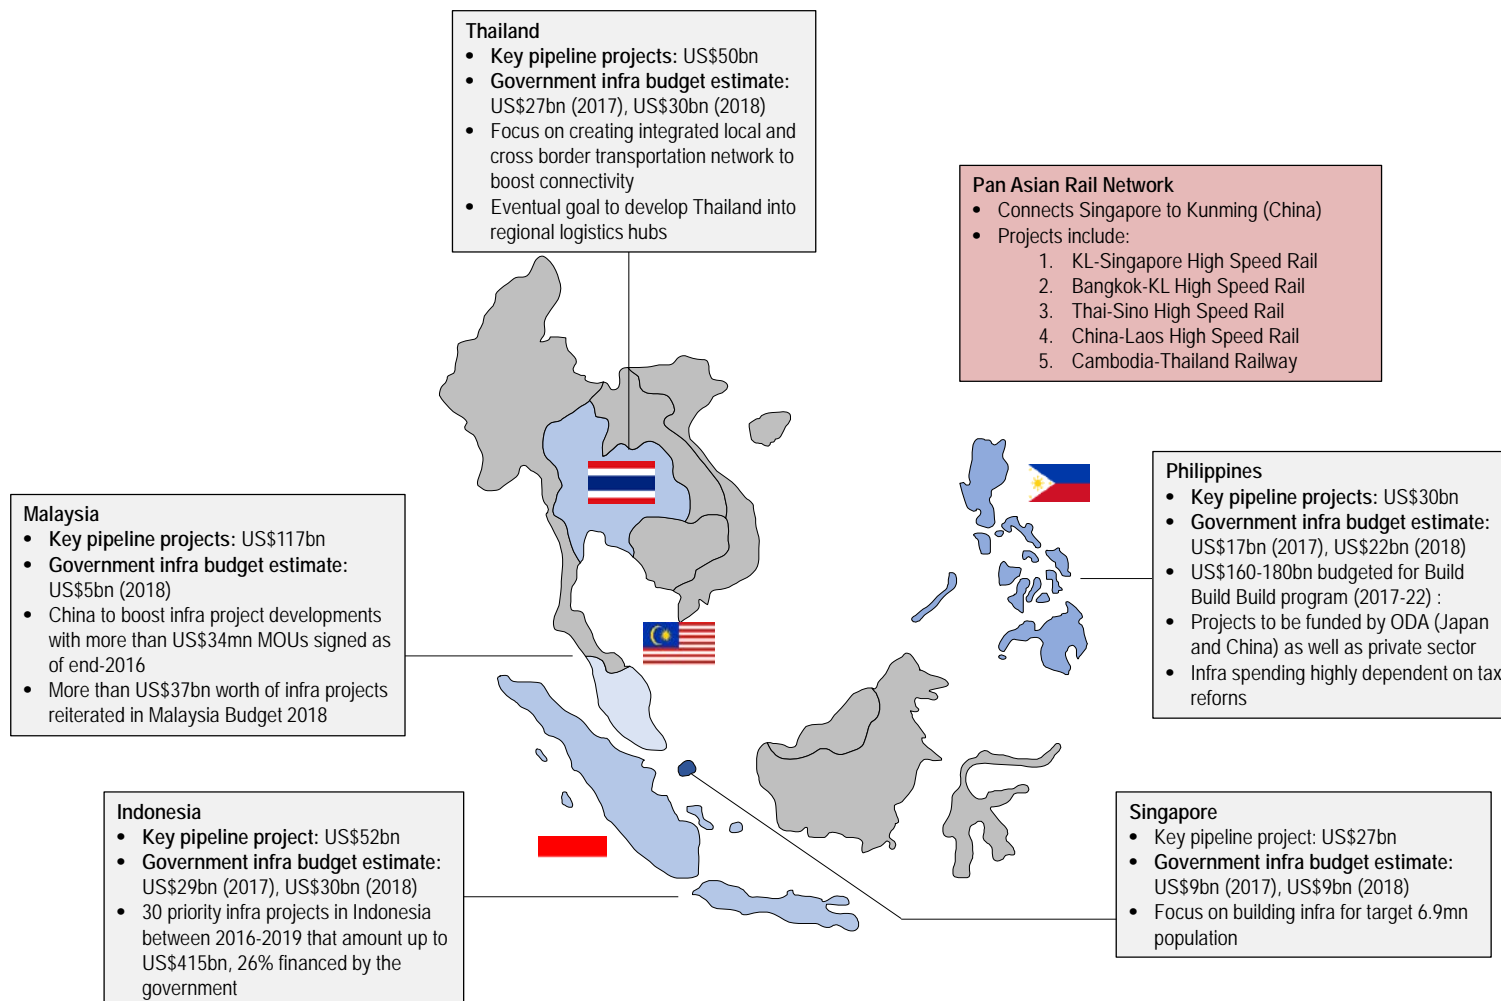 Thailand
• Key pipeline projects: US$50bn
• Government infra budget estimate:
US$27bn (2017), US$30bn (2018)
• Focus on creating integrated local and
cross border transportation network to
boost connectivity
• Eventual goal to develop Thailand into
regional logistics hubs
Pan Asian Rail Network
• Connects Singapore to Kunming (China)
• Projects include:
1. KL-Singapore High Speed Rail
2. Bangkok-KL High Speed Rail
3. Thai-Sino High Speed Rail
4. China-Laos High Speed Rail
5. Cambodia-Thailand Railway
Philippines
• Key pipeline projects: US$30bn
• Government infra budget estimate:
US$17bn (2017), US$22bn (2018)
• US$160-180bn budgeted for Build
Build Build program (2017-22) :
• Projects to be funded by ODA (Japan
and China) as well as private sector
• Infra spending highly dependent on tax
reforns
Malaysia
• Key pipeline projects: US$117bn
• Government infra budget estimate:
US$5bn (2018)
• China to boost infra project developments
with more than US$34mn MOUs signed as
of end-2016
• More than US$37bn worth of infra projects
reiterated in Malaysia Budget 2018
Indonesia
• Key pipeline project: US$52bn
• Government infra budget estimate:
US$29bn (2017), US$30bn (2018)
• 30 priority infra projects in Indonesia
between 2016-2019 that amount up to
US$415bn, 26% financed by the
government
Singapore
• Key pipeline project: US$27bn
• Government infra budget estimate:
US$9bn (2017), US$9bn (2018)
• Focus on building infra for target 6.9mn
population